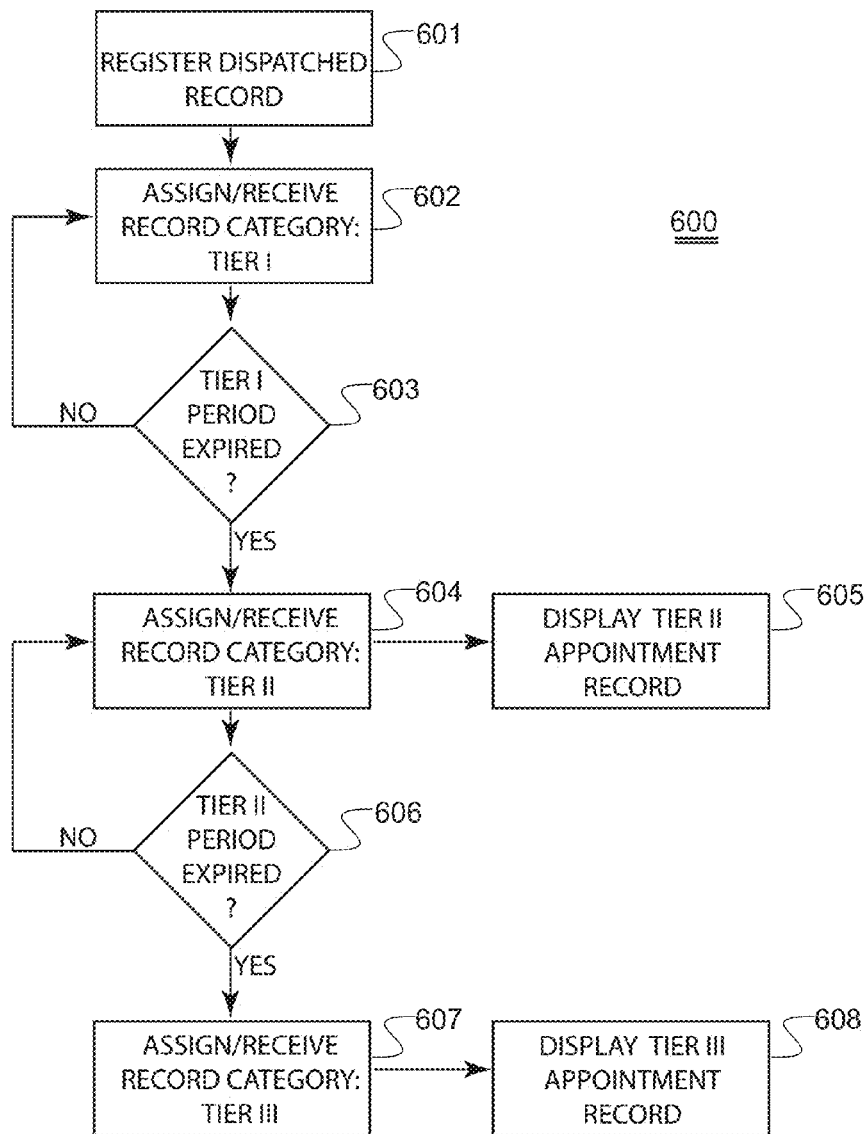 601
REGISTER DISPATCHED
RECORD
ASSIGN/RECEIVE
RECORD CATEGORY:
TIER I
602
600
TIER I
PERIOD
EXPIRED
?
603
NO
YES
604
ASSIGN/RECEIVE
RECORD CATEGORY:
TIER II
605
DISPLAY TIER II
APPOINTMENT
RECORD
TIER II
PERIOD
EXPIRED
?
606
NO
YES
607
ASSIGN/RECEIVE
RECORD CATEGORY:
TIER III
608
DISPLAY TIER III
APPOINTMENT
RECORD